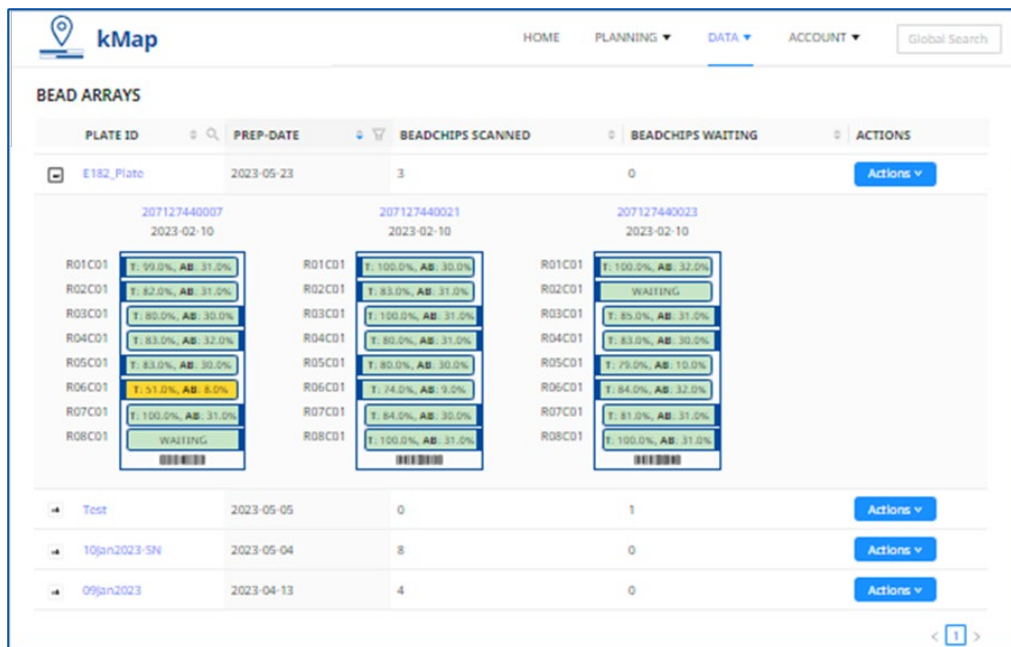 kMap
HOME PLANNING ▼ DATA ▼ ACCOUNT ▼ Global Search
BEAD ARRAYS
PLATE ID PREP-DATE BEADCHIPS SCANNED BEADCHIPS WAITING ACTIONS
E182_Plate 2023-05-23 3 0 Actions
207127440007 207127440021 207127440023
2023-02-10 2023-02-10 2023-02-10
R01C01 T: 99.0%, AB: 31.0% R01C01 T: 100.0%, AB: 30.0% R01C01 T: 100.0%, AB: 32.0%
R02C01 T: 82.0%, AB: 31.0% R02C01 T: 83.0%, AB: 31.0% R02C01 WAITING
R03C01 T: 80.0%, AB: 30.0% R03C01 T: 100.0%, AB: 31.0% R03C01 T: 85.0%, AB: 31.0%
R04C01 T: 83.0%, AB: 32.0% R04C01 T: 80.0%, AB: 31.0% R04C01 T: 83.0%, AB: 30.0%
R05C01 T: 83.0%, AB: 30.0% R05C01 T: 80.0%, AB: 30.0% R05C01 T: 79.0%, AB: 10.0%
R06C01 T: 51.0%, AB: 8.0% R06C01 T: 74.0%, AB: 9.0% R06C01 T: 84.0%, AB: 32.0%
R07C01 T: 100.0%, AB: 31.0% R07C01 T: 84.0%, AB: 30.0% R07C01 T: 81.0%, AB: 31.0%
R08C01 WAITING R08C01 T: 100.0%, AB: 31.0% R08C01 T: 100.0%, AB: 31.0%
Test 2023-05-05 0 1 Actions
10Jan2023-SN 2023-05-04 8 0 Actions
09Jan2023 2023-04-13 4 0 Actions
< 1 >